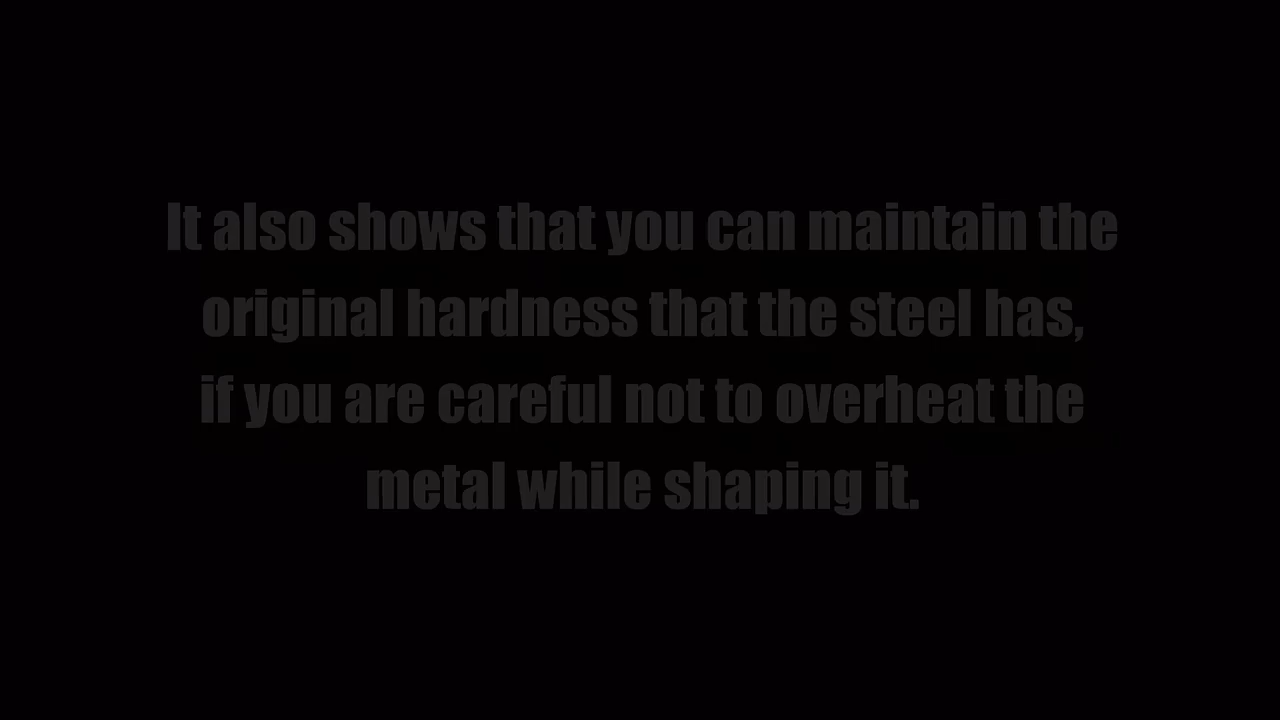 It also shows that you can maintain the
original hardness that the steel has,
if you are careful not to overheat the
metal while shaping it.